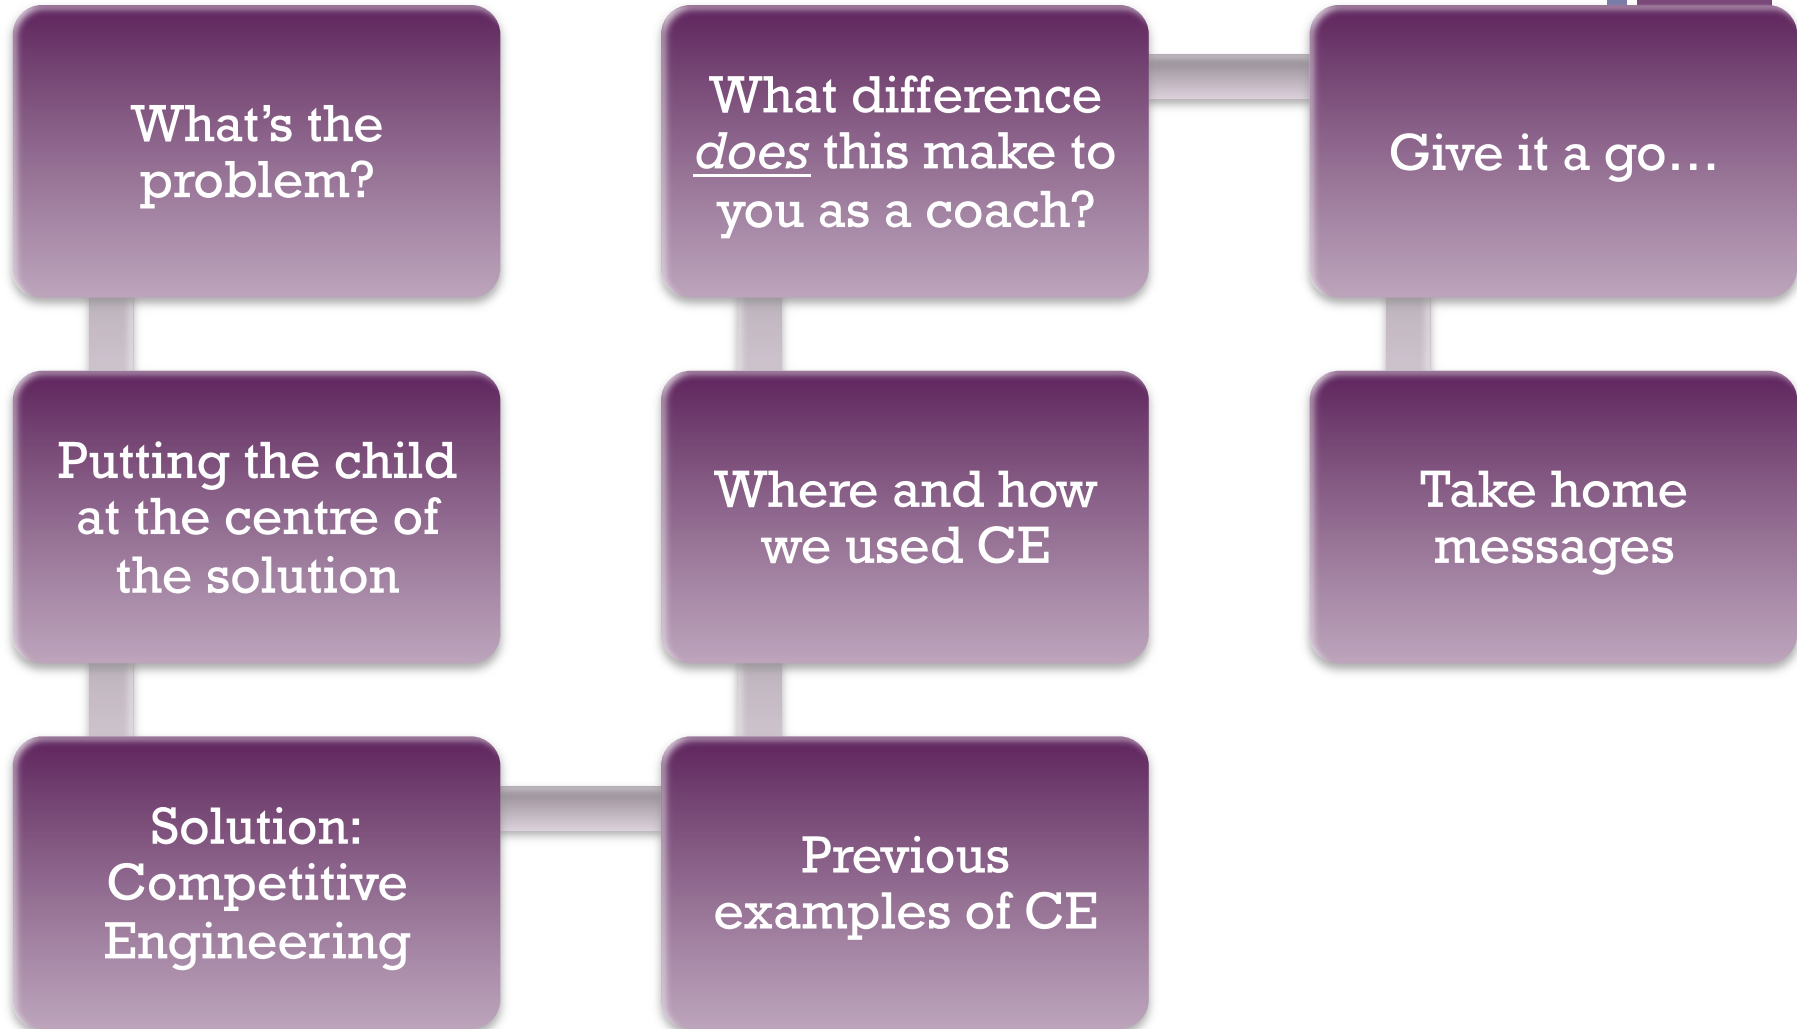 What’s the
problem?
Putting the child
at the centre of
the solution
Solution:
Competitive
Engineering
Previous
examples of CE
Where and how
we used CE
What difference
does this make to
you as a coach?
Give it a go…
Take home
messages